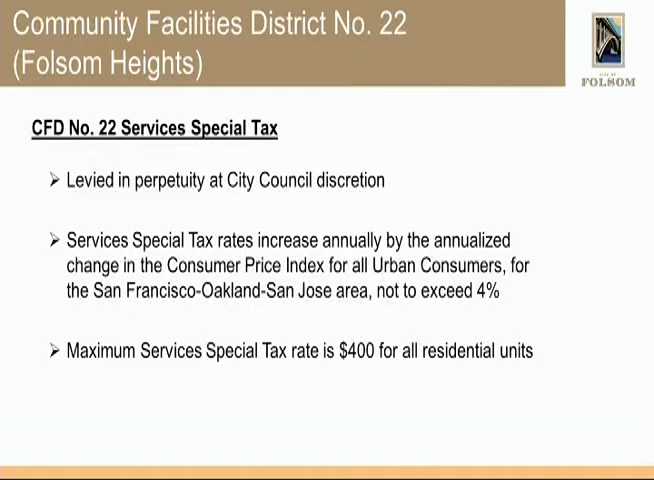 Community Facilities District No. 22
(Folsom Heights)
CITY OF
FOLSOM
CFD No. 22 Services Special Tax
➢ Levied in perpetuity at City Council discretion
➢ Services Special Tax rates increase annually by the annualized
change in the Consumer Price Index for all Urban Consumers, for
the San Francisco-Oakland-San Jose area, not to exceed 4%
➢ Maximum Services Special Tax rate is $400 for all residential units